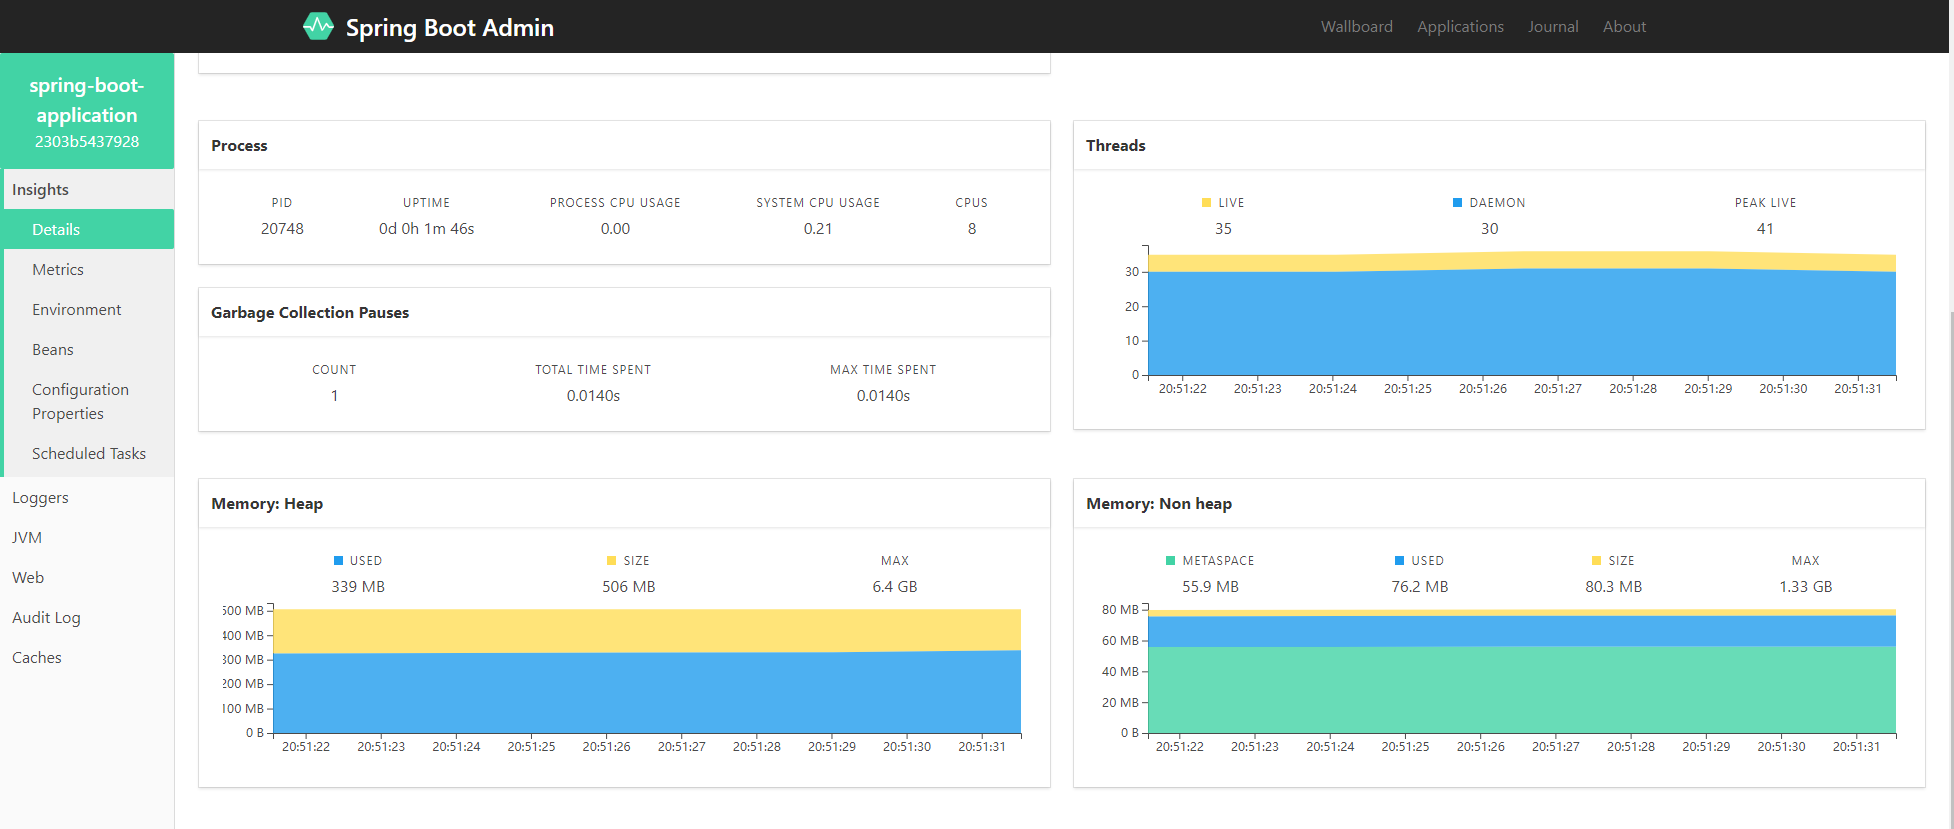 Spring Boot Admin
Wallboard Applications Journal About
spring-boot-
application
2303b5437928
Insights
Details
Metrics
Environment
Beans
Configuration
Properties
Scheduled Tasks
Loggers
JVM
Web
Audit Log
Caches
Process
PID UPTIME PROCESS CPU USAGE SYSTEM CPU USAGE CPUS
20748 0d 0h 1m 46s 0.00 0.21 8
Garbage Collection Pauses
COUNT TOTAL TIME SPENT MAX TIME SPENT
1 0.0140s 0.0140s
Threads
LIVE DAEMON PEAK LIVE
35 30 41
30
20
10
0
20:51:22 20:51:23 20:51:24 20:51:25 20:51:26 20:51:27 20:51:28 20:51:29 20:51:30 20:51:31
Memory: Heap
USED SIZE MAX
339 MB 506 MB 6.4 GB
500 MB
400 MB
300 MB
200 MB
100 MB
0 B
20:51:22 20:51:23 20:51:24 20:51:25 20:51:26 20:51:27 20:51:28 20:51:29 20:51:30 20:51:31
Memory: Non heap
METASPACE USED SIZE MAX
55.9 MB 76.2 MB 80.3 MB 1.33 GB
80 MB
60 MB
40 MB
20 MB
0 B
20:51:22 20:51:23 20:51:24 20:51:25 20:51:26 20:51:27 20:51:28 20:51:29 20:51:30 20:51:31